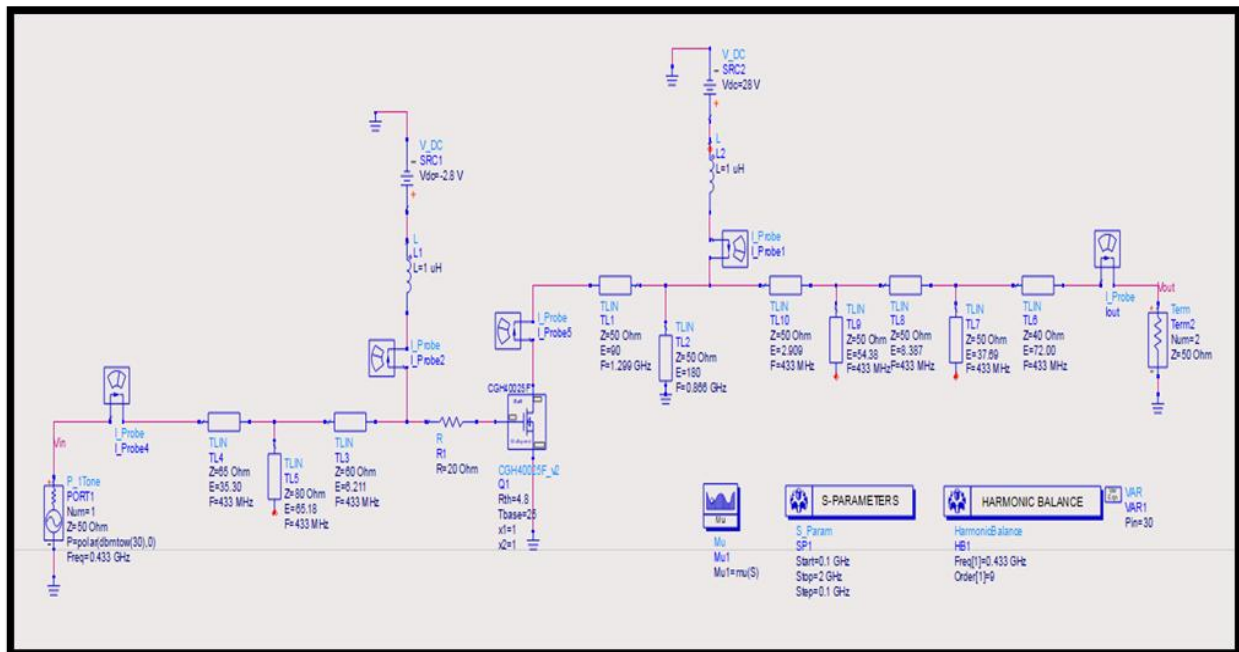 V_DC
SRC2
Vdc=28 V
L
L2
L=1 uH
I_Probe
I_Probe1
V_DC
SRC1
Vdc=-2.8 V
L
L1
L=1 uH
I_Probe
I_Probe2
I_Probe
I_Probe5
TLIN
TL1
Z=50 Ohm
E=90
F=1.299 GHz
TLIN
TL2
Z=50 Ohm
E=180
F=0.866 GHz
TLIN
TL10
Z=50 Ohm
E=2.909
F=433 MHz
TLIN
TL9
Z=50 Ohm
E=54.38
F=433 MHz
TLIN
TL8
Z=50 Ohm
E=8.387
F=433 MHz
TLIN
TL7
Z=50 Ohm
E=37.69
F=433 MHz
TLIN
TL6
Z=40 Ohm
E=72.00
F=433 MHz
I_Probe
Iout
Vout
Term
Term2
Num=2
Z=50 Ohm
Vin
I_Probe
I_Probe4
P_1Tone
PORT1
Num=1
Z=50 Ohm
P=polar(dbmtow(30),0)
Freq=0.433 GHz
TLIN
TL4
Z=65 Ohm
E=35.30
F=433 MHz
TLIN
TL5
Z=80 Ohm
E=65.18
F=433 MHz
TLIN
TL3
Z=60 Ohm
E=6.211
F=433 MHz
R
R1
R=20 Ohm
CGH40025F
Q1
Rth=4.8
Tbase=25
x1=1
x2=1
Mu
Mu
Mu1
Mu1=mu(S)
S-PARAMETERS
S_Param
SP1
Start=0.1 GHz
Stop=2 GHz
Step=0.1 GHz
HARMONIC BALANCE
HarmonicBalance
HB1
Freq[1]=0.433 GHz
Order[1]=9
VAR
VAR1
Pin=30